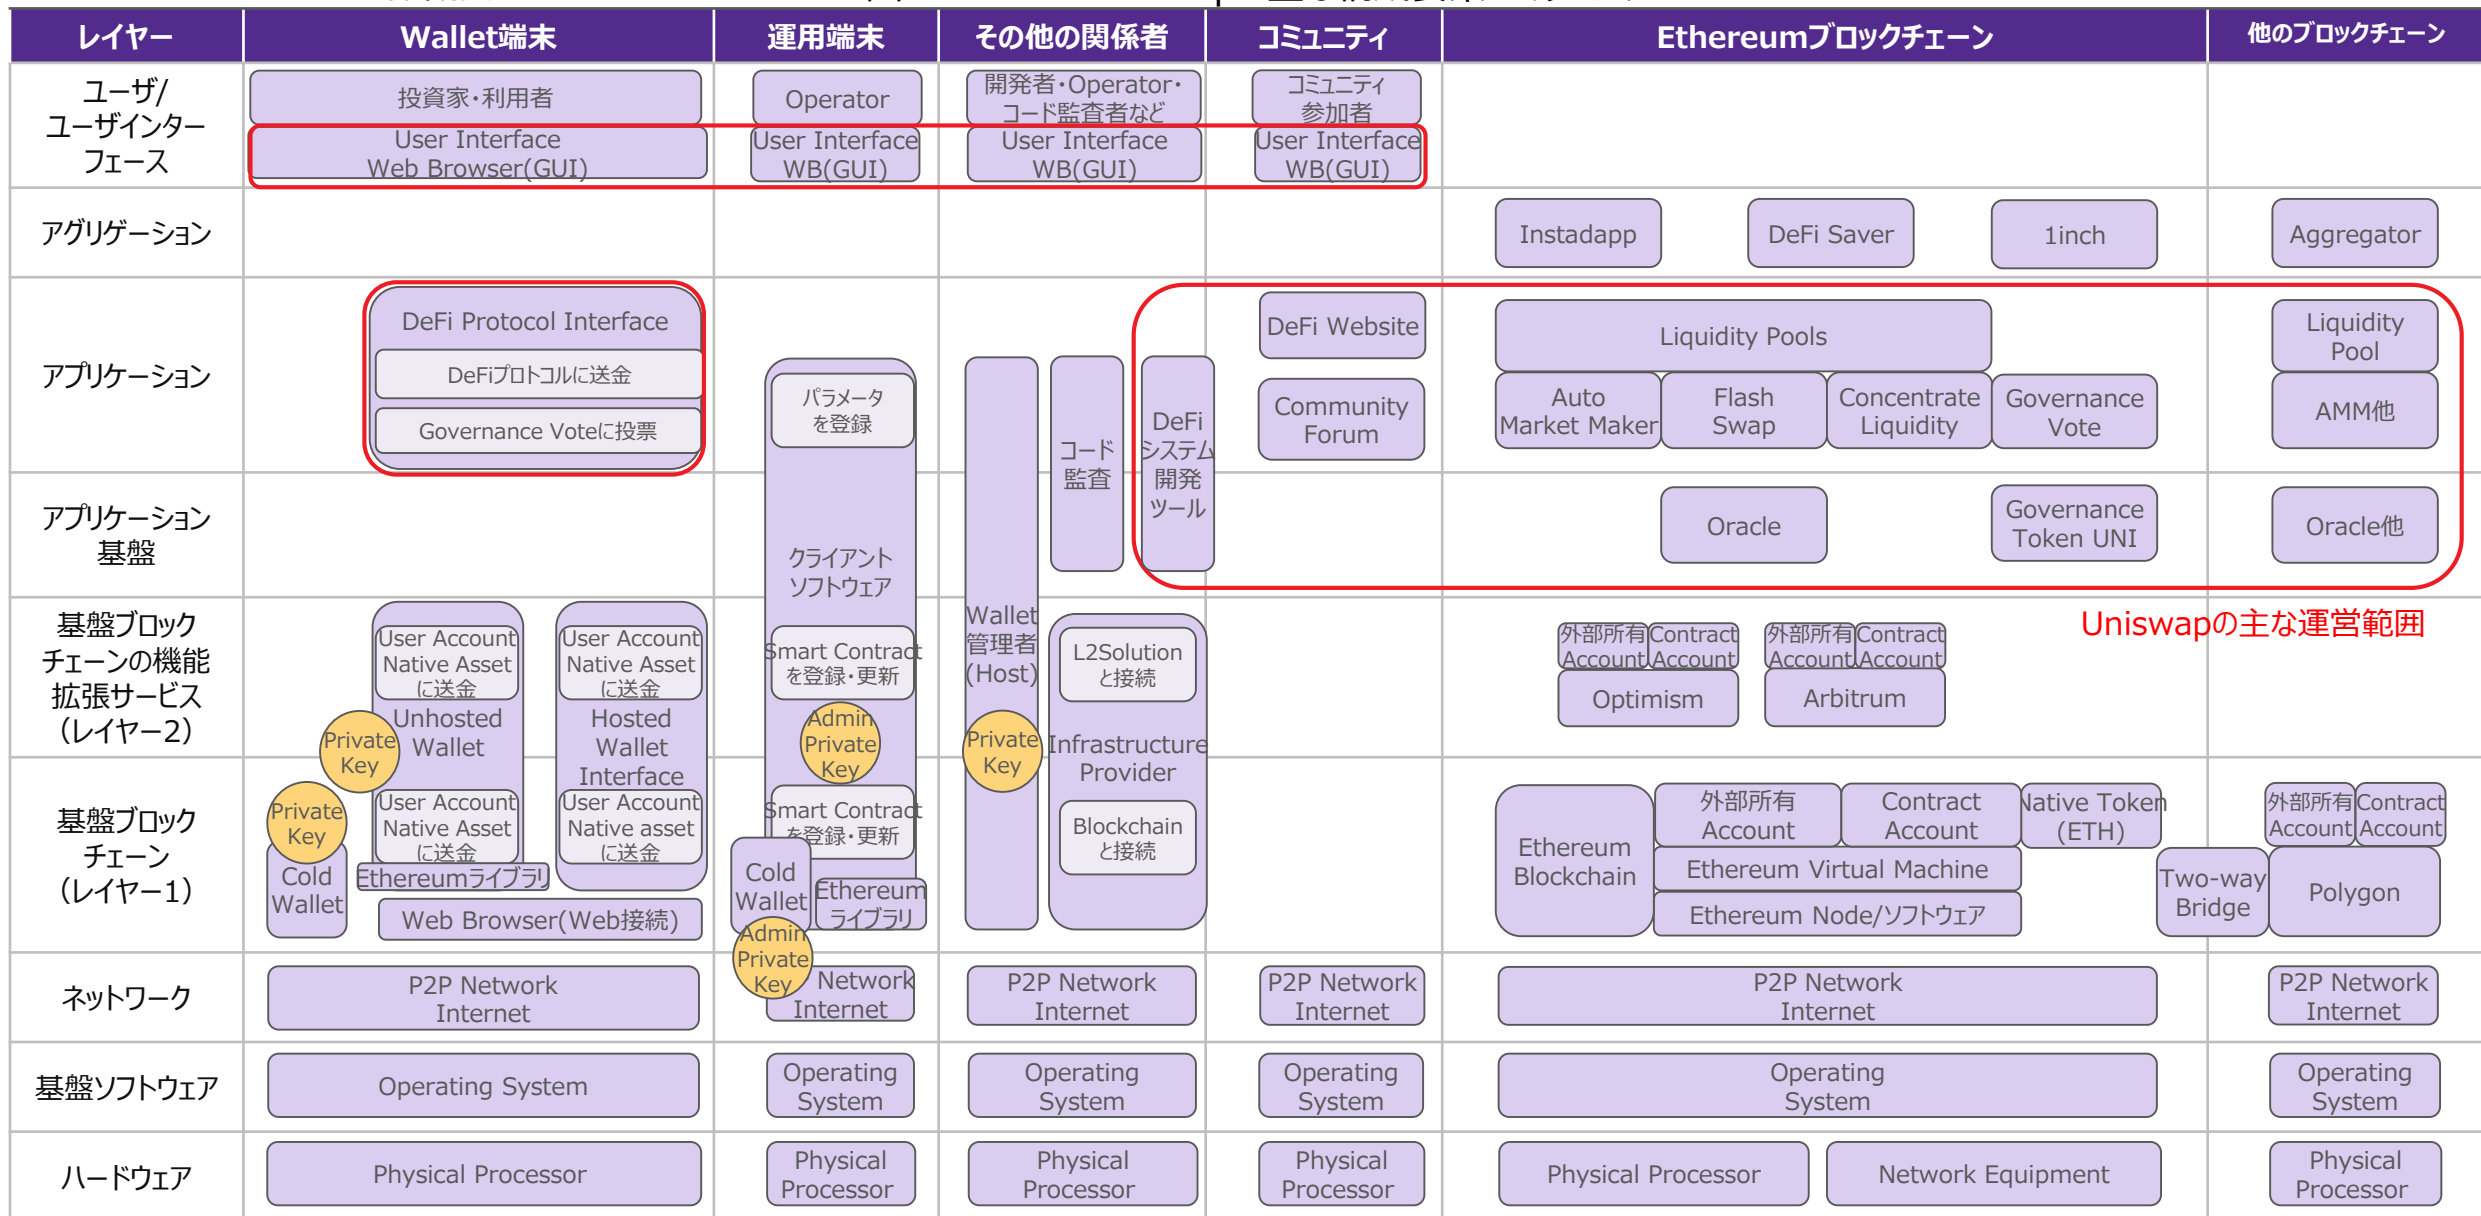 レイヤー
Wallet端末
運用端末
その他の関係者
コミュニティ
Ethereumブロックチェーン
他のブロックチェーン
ユーザ/
ユーザインター
フェース
投資家・利用者
Operator
開発者・Operator・
コード監査者など
コミュニティ
参加者
User Interface
Web Browser(GUI)
User Interface
WB(GUI)
User Interface
WB(GUI)
User Interface
WB(GUI)
アグリゲーション
Instadapp
DeFi Saver
1inch
Aggregator
アプリケーション
DeFi Protocol Interface
DeFiプロトコルに送金
Governance Voteに投票
パラメータ
を登録
クライアント
ソフトウェア
コード
監査
DeFi
システム
開発
ツール
DeFi Website
Community
Forum
Liquidity Pools
Auto
Market Maker
Flash
Swap
Concentrate
Liquidity
Governance
Vote
Liquidity
Pool
AMM他
アプリケーション
基盤
Oracle
Governance
Token UNI
Oracle他
Uniswapの主な運営範囲
基盤ブロック
チェーンの機能
拡張サービス
（レイヤー2）
User Account
Native Asset
に送金
Unhosted
Wallet
Private
Key
User Account
Native Asset
に送金
Hosted
Wallet
Interface
Smart Contract
を登録・更新
Admin
Private
Key
Wallet
管理者
(Host)
Private
Key
L2Solution
と接続
Infrastructure
Provider
外部所有
Account
Contract
Account
Optimism
外部所有
Account
Contract
Account
Arbitrum
基盤ブロック
チェーン
（レイヤー1）
Private
Key
Cold
Wallet
User Account
Native Asset
に送金
Ethereumライブラリ
User Account
Native asset
に送金
Web Browser(Web接続)
Smart Contract
を登録・更新
Cold
Wallet
Ethereum
ライブラリ
Admin
Private
Key
Blockchain
と接続
Ethereum
Blockchain
外部所有
Account
Contract
Account
Native Token
(ETH)
Ethereum Virtual Machine
Ethereum Node/ソフトウェア
Two-way
Bridge
外部所有
Account
Contract
Account
Polygon
ネットワーク
P2P Network
Internet
Network
Internet
P2P Network
Internet
P2P Network
Internet
P2P Network
Internet
P2P Network
Internet
基盤ソフトウェア
Operating System
Operating
System
Operating
System
Operating
System
Operating
System
Operating
System
ハードウェア
Physical Processor
Physical
Processor
Physical
Processor
Physical
Processor
Physical Processor
Network Equipment
Physical
Processor